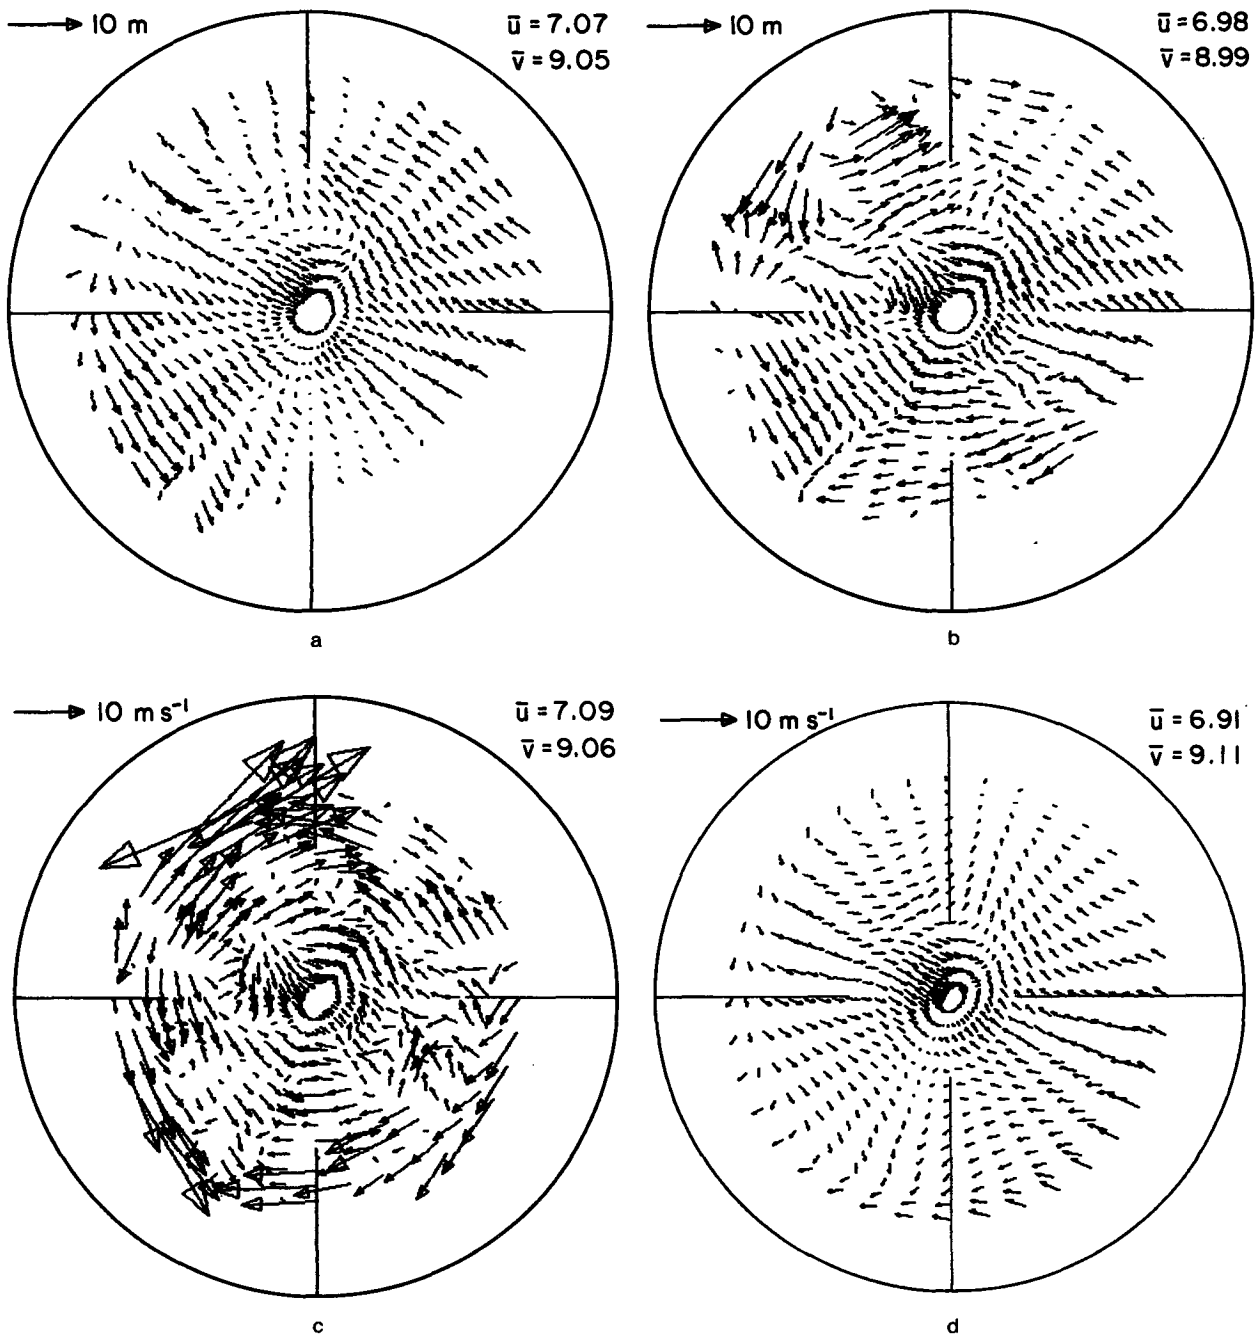 10 m
ū = 7.07
v̄ = 9.05
10 m
ū = 6.98
v̄ = 8.99
a
b
10 m s⁻¹
ū = 7.09
v̄ = 9.06
10 m s⁻¹
ū = 6.91
v̄ = 9.11
c
d